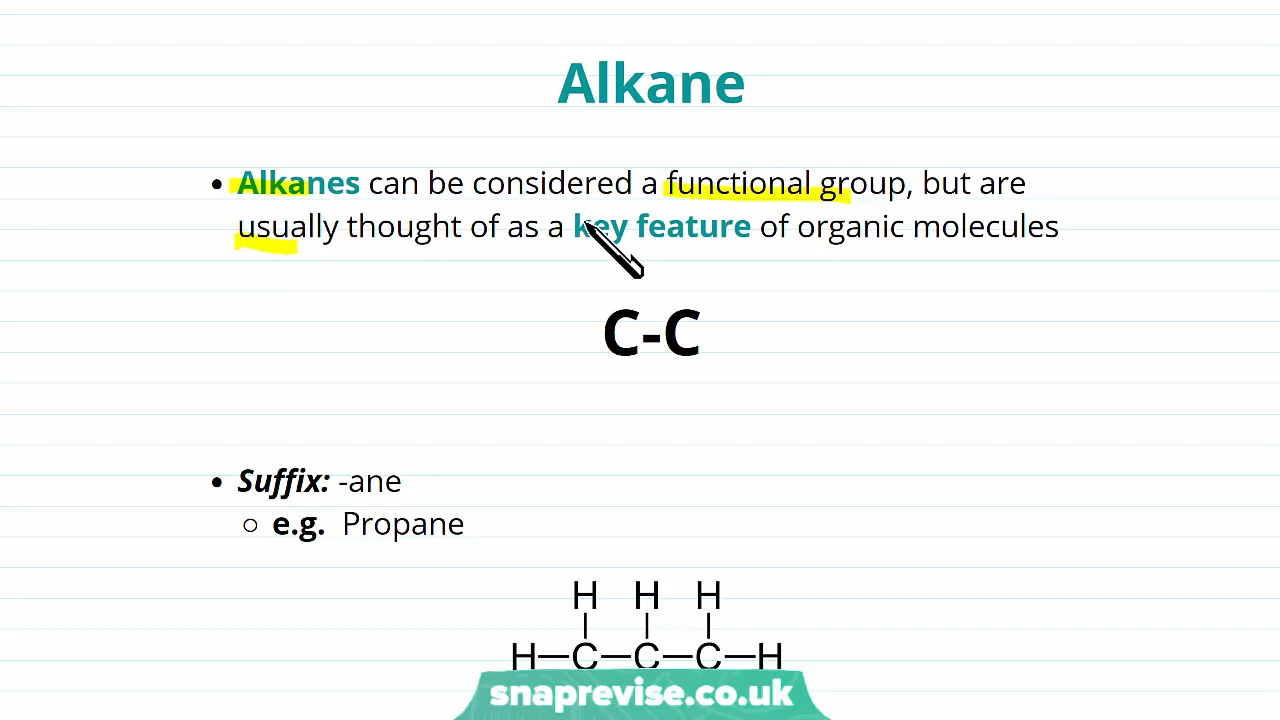 Alkane
• Alkanes can be considered a functional group, but are
usually thought of as a key feature of organic molecules
C-C
• Suffix: -ane
○ e.g. Propane
H H H
H—C—C—C—H
snaprevise.co.uk